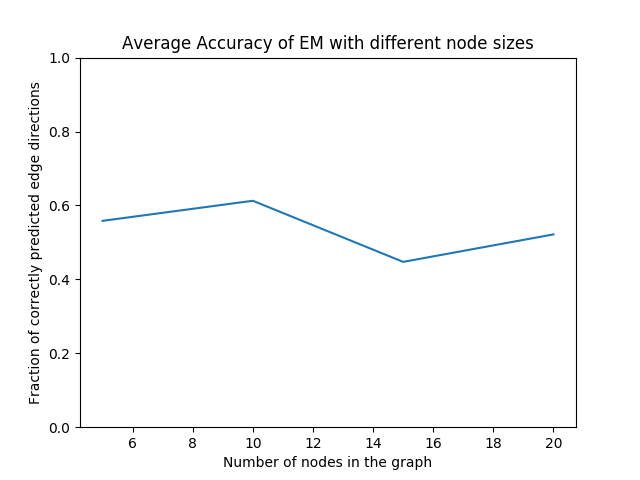 Average Accuracy of EM with different node sizes
Fraction of correctly predicted edge directions
1.0
0.8
0.6
0.4
0.2
0.0
6 8 10 12 14 16 18 20
Number of nodes in the graph